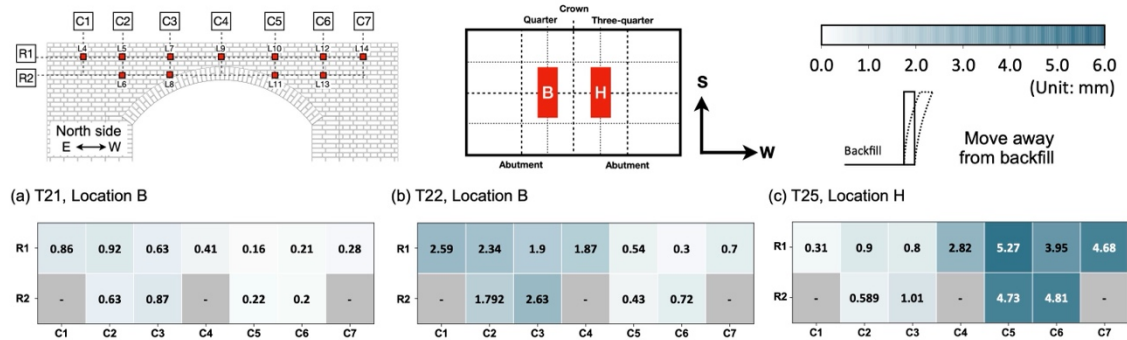 C1 C2 C3 C4 C5 C6 C7
R1
L4 L5 L7 L9 L10 L12 L14
R2
L6 L8 L11 L13
North side
E W
Crown
Quarter Three-quarter
B H
Abutment Abutment
S
W
0.0 1.0 2.0 3.0 4.0 5.0 6.0
(Unit: mm)
Backfill
Move away
from backfill
(a) T21, Location B
R1 0.86 0.92 0.63 0.41 0.16 0.21 0.28
R2 - 0.63 0.87 - 0.22 0.2 -
C1 C2 C3 C4 C5 C6 C7
(b) T22, Location B
R1 2.59 2.34 1.9 1.87 0.54 0.3 0.7
R2 - 1.792 2.63 - 0.43 0.72 -
C1 C2 C3 C4 C5 C6 C7
(c) T25, Location H
R1 0.31 0.9 0.8 2.82 5.27 3.95 4.68
R2 - 0.589 1.01 - 4.73 4.81 -
C1 C2 C3 C4 C5 C6 C7